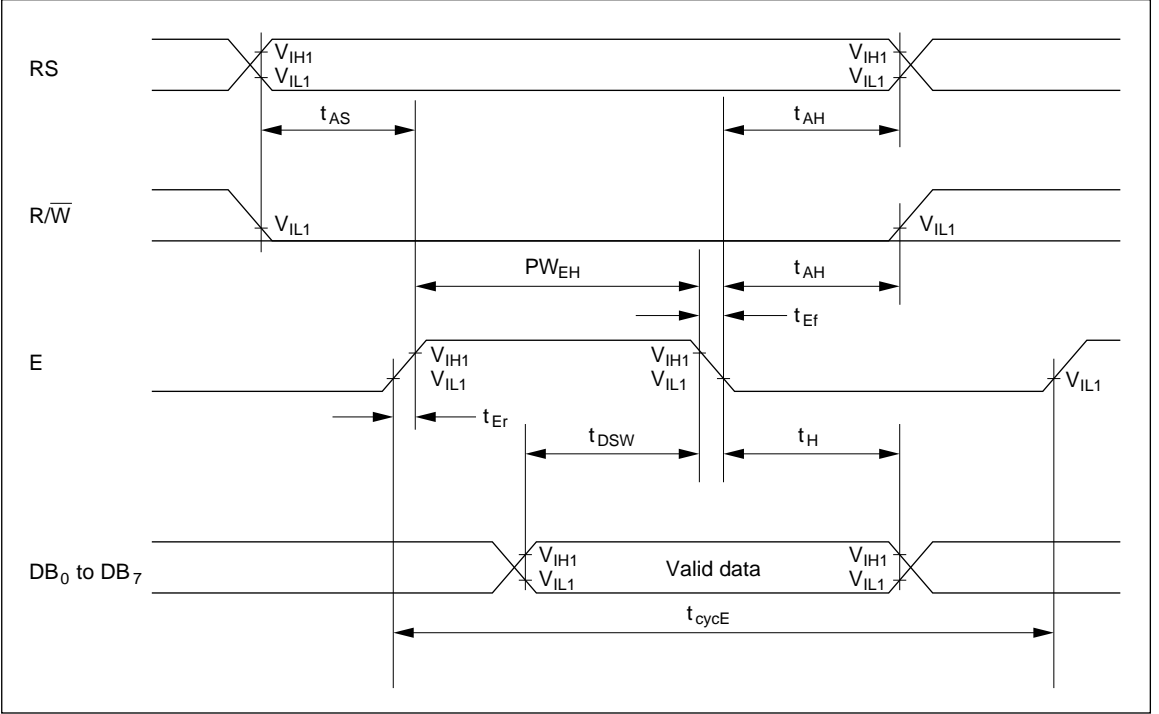 RS
V_IH1
V_IL1
V_IH1
V_IL1
t_AS
t_AH
R/W̅
V_IL1
V_IL1
PW_EH
t_AH
t_Ef
E
V_IH1
V_IL1
V_IH1
V_IL1
V_IL1
t_Er
t_DSW
t_H
DB_0 to DB_7
V_IH1
V_IL1
Valid data
V_IH1
V_IL1
t_cycE